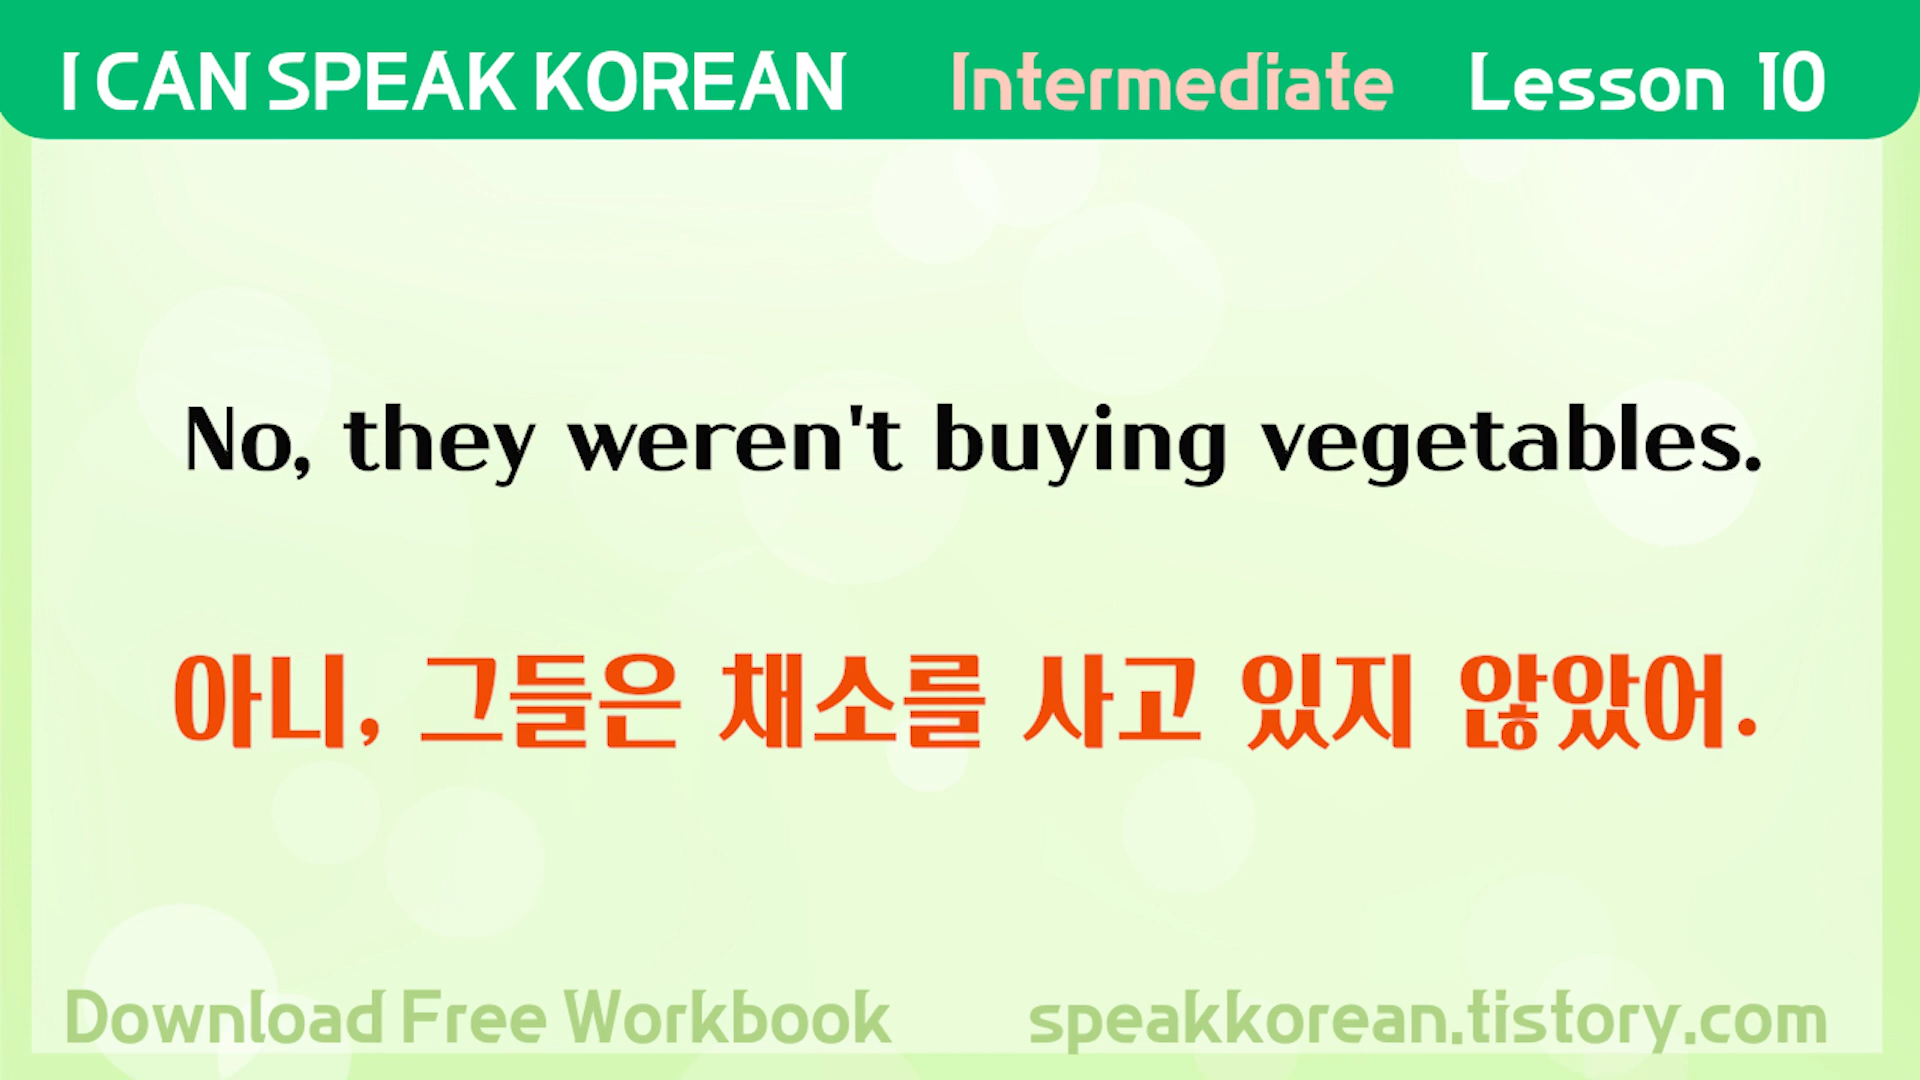 I CAN SPEAK KOREAN Intermediate Lesson 10
No, they weren't buying vegetables.
아니, 그들은 채소를 사고 있지 않았어.
Download Free Workbook speakkorean.tistory.com